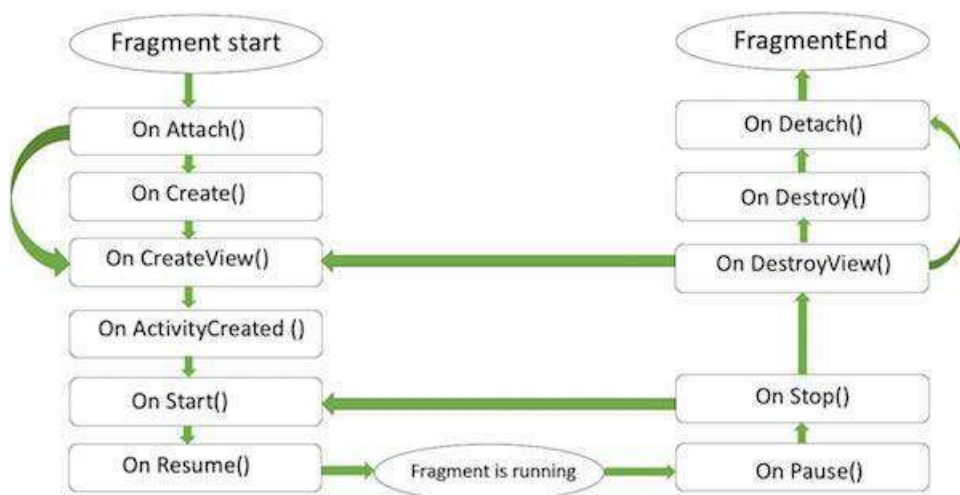 Fragment start
On Attach()
On Create()
On CreateView()
On ActivityCreated ()
On Start()
On Resume()
Fragment is running
On Pause()
On Stop()
On DestroyView()
On Destroy()
On Detach()
FragmentEnd